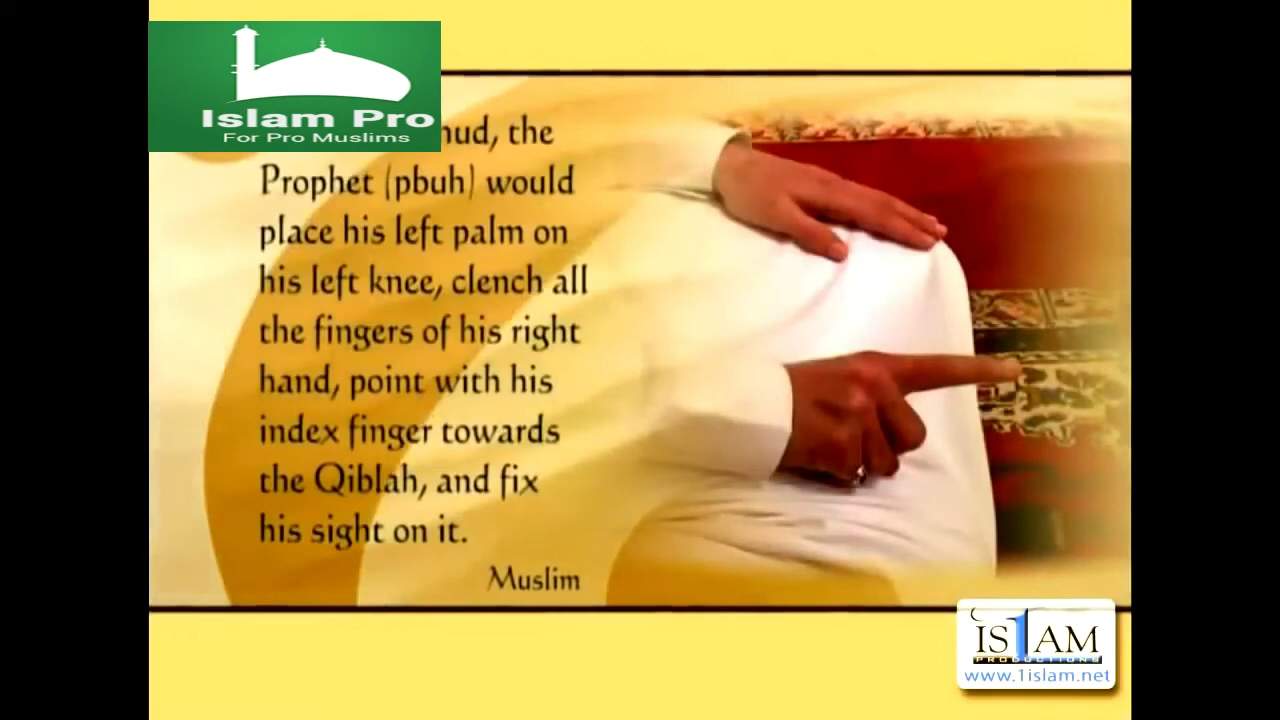 Islam Pro
For Pro Muslims
the
Prophet (pbuh) would
place his left palm on
his left knee, clench all
the fingers of his right
hand, point with his
index finger towards
the Qiblah, and fix
his sight on it.
Muslim
IS1AM
PRODUCTIONS
www.1islam.net